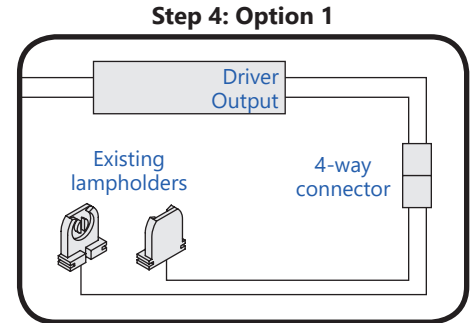 Step 4: Option 1
Driver
Output
Existing
lampholders
4-way
connector